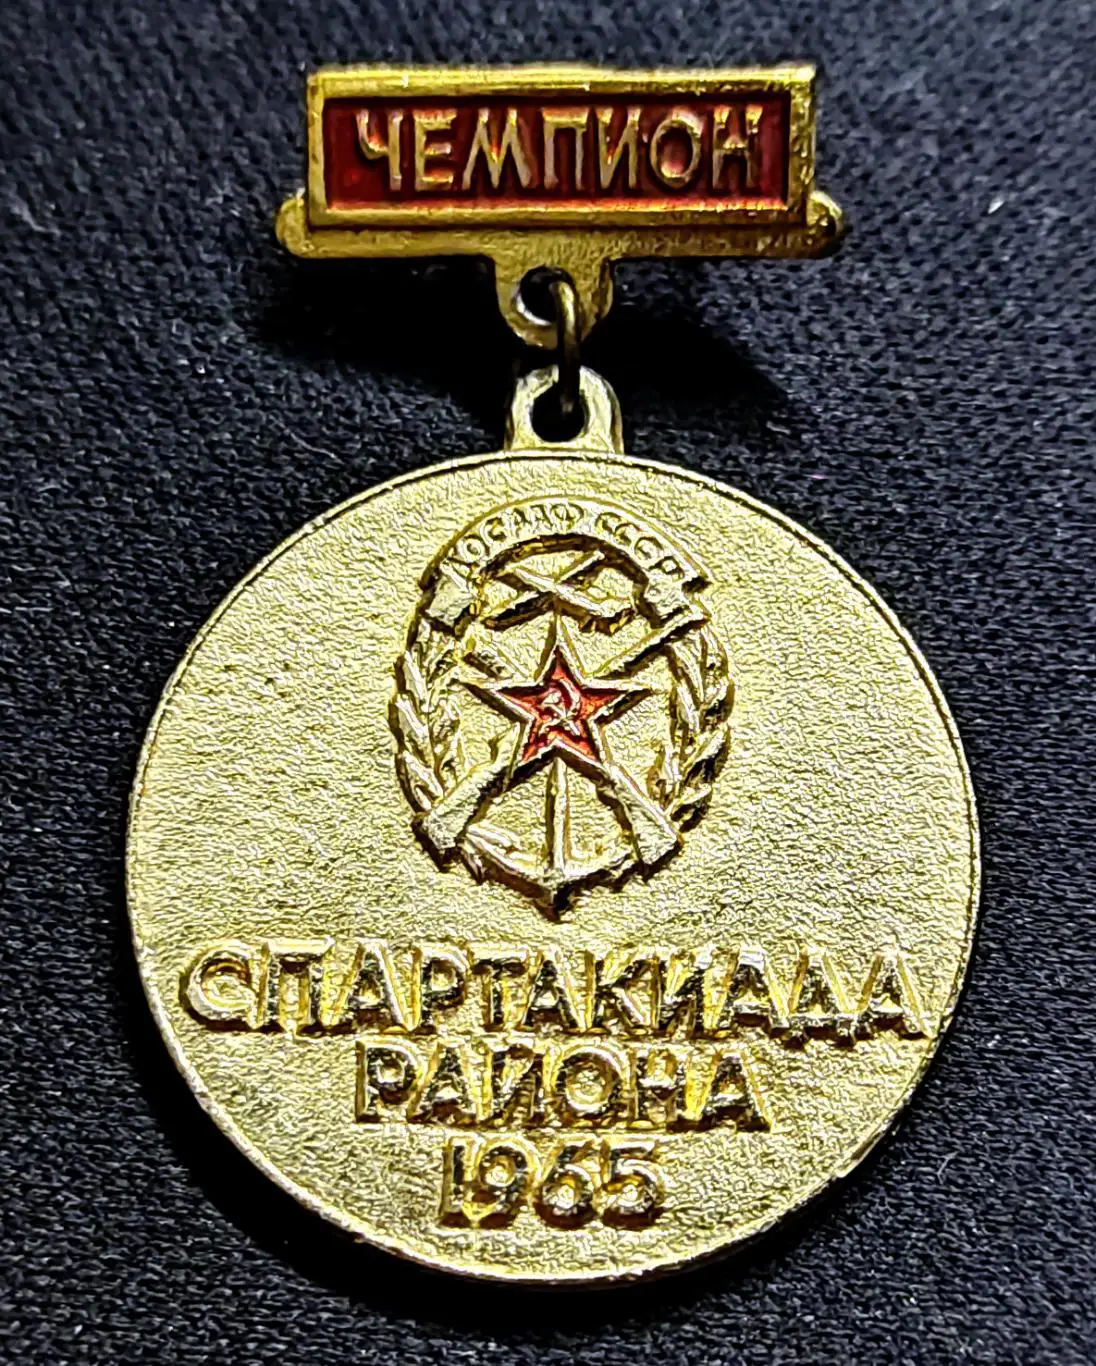 ЧЕМПИОН
ДОСААФ СССР
СПАРТАКИАДА
РАЙОНА
1965